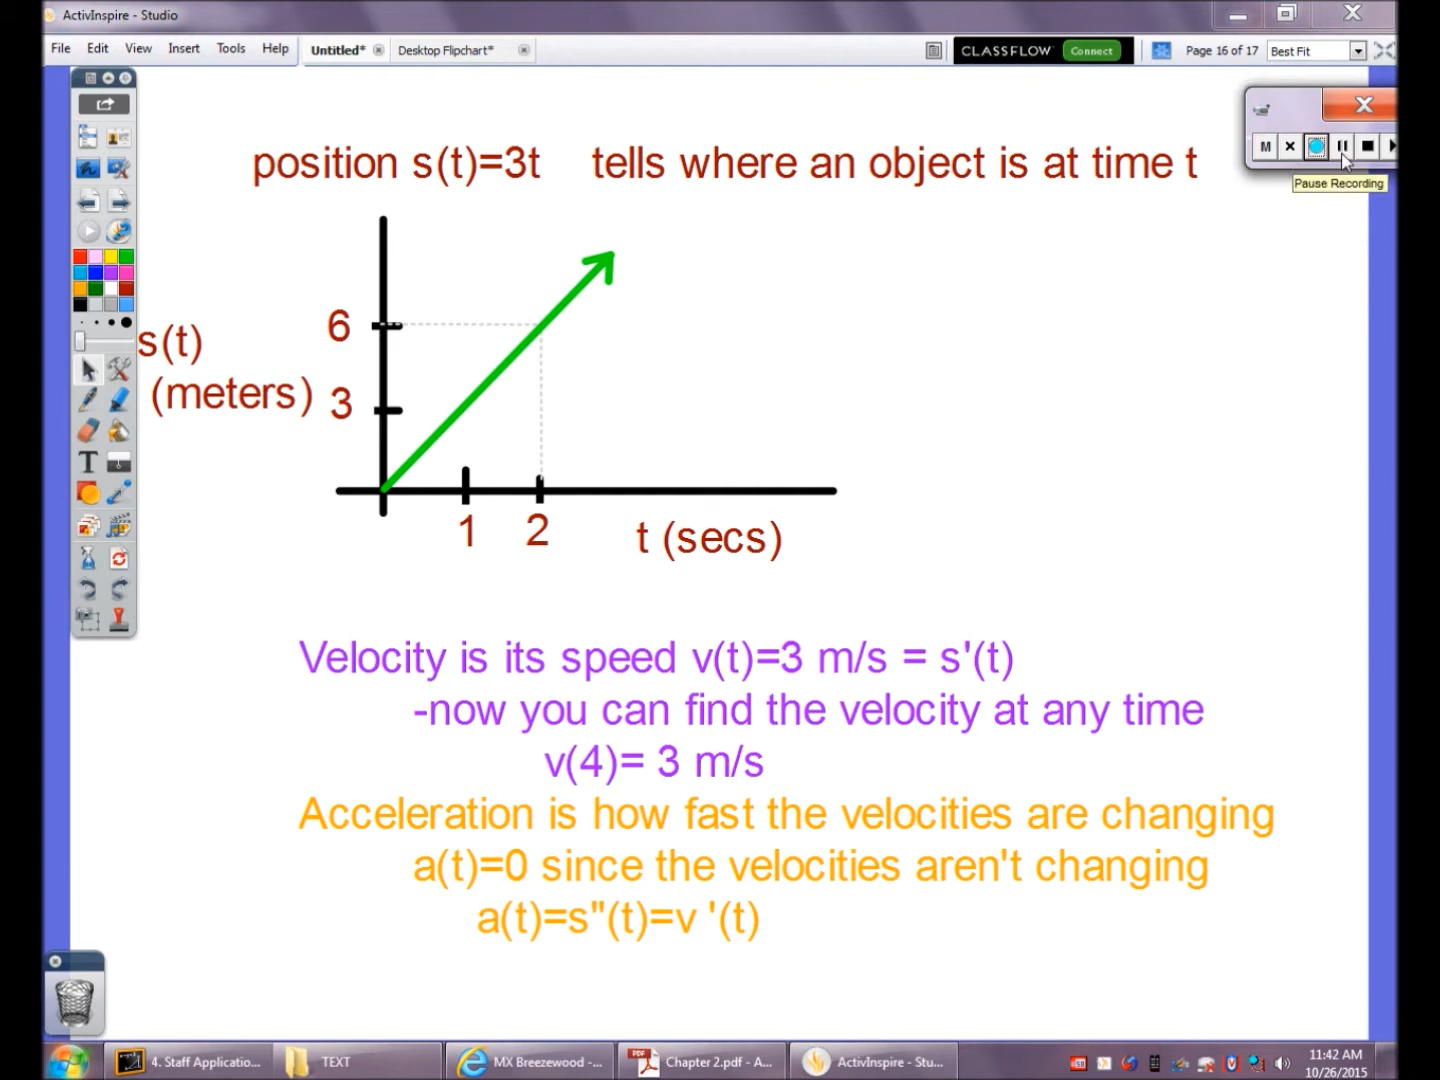 ActivInspire - Studio
File Edit View Insert Tools Help Untitled* Desktop Flipchart* CLASSFLOW Connect Page 16 of 17 Best Fit
M
Pause Recording
position s(t)=3t tells where an object is at time t
6
s(t)
(meters) 3
1 2 t (secs)
Velocity is its speed v(t)=3 m/s = s'(t)
-now you can find the velocity at any time
v(4)= 3 m/s
Acceleration is how fast the velocities are changing
a(t)=0 since the velocities aren't changing
a(t)=s"(t)=v '(t)
T
4. Staff Applicatio... TEXT MX Breezewood -... PDF Chapter 2.pdf - A... ActivInspire - Stu... 11:42 AM
10/26/2015